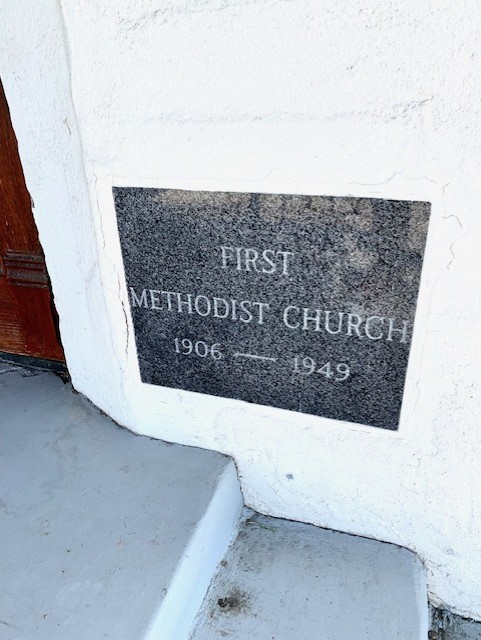 FIRST
METHODIST CHURCH
1906 — 1949